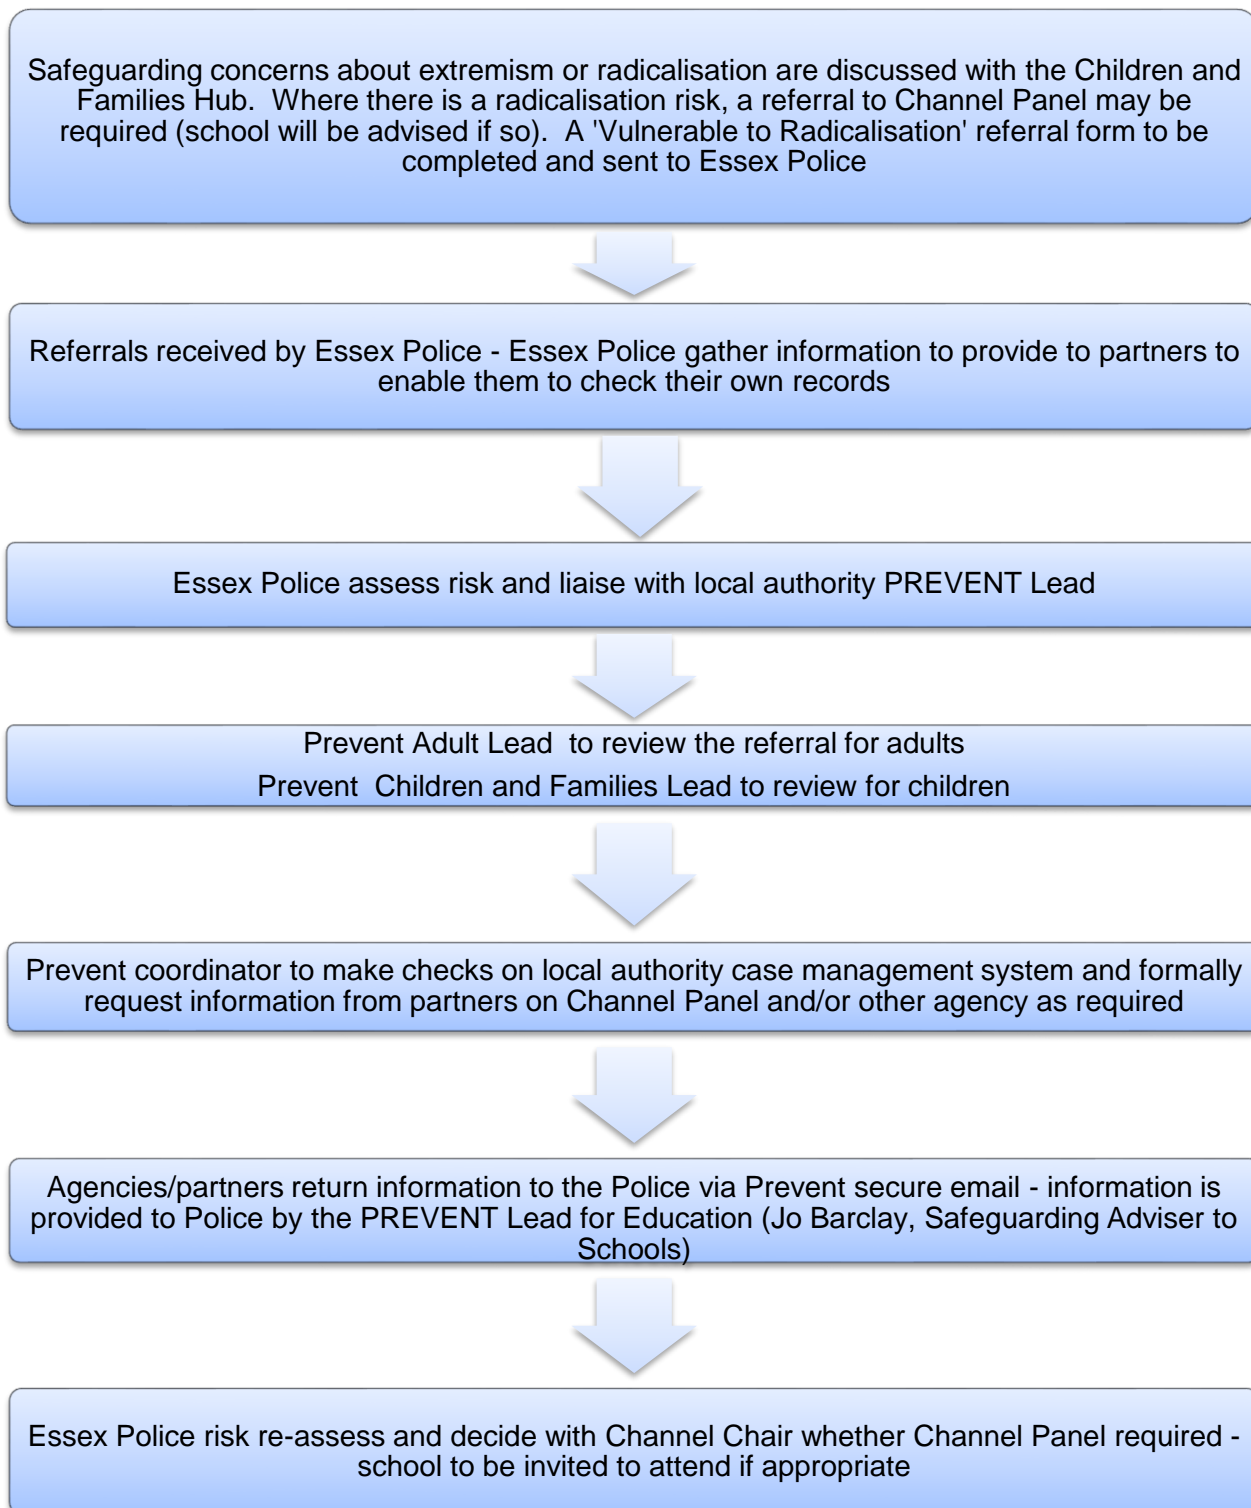 Safeguarding concerns about extremism or radicalisation are discussed with the Children and
Families Hub.  Where there is a radicalisation risk, a referral to Channel Panel may be
required (school will be advised if so).  A 'Vulnerable to Radicalisation' referral form to be
completed and sent to Essex Police
Referrals received by Essex Police - Essex Police gather information to provide to partners to
enable them to check their own records
Essex Police assess risk and liaise with local authority PREVENT Lead
Prevent Adult Lead  to review the referral for adults
Prevent  Children and Families Lead to review for children
Prevent coordinator to make checks on local authority case management system and formally
request information from partners on Channel Panel and/or other agency as required
Agencies/partners return information to the Police via Prevent secure email - information is
provided to Police by the PREVENT Lead for Education (Jo Barclay, Safeguarding Adviser to
Schools)
Essex Police risk re-assess and decide with Channel Chair whether Channel Panel required -
school to be invited to attend if appropriate